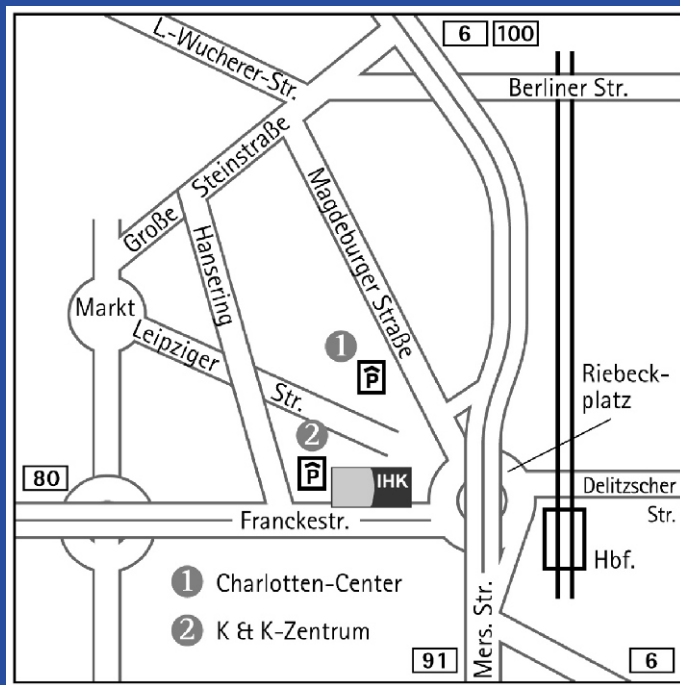 6 100
L.-Wucherer-Str.
Berliner Str.
Große Steinstraße
Magdeburger Straße
Hansering
Markt
Leipziger Str.
1
P
Riebeck-
platz
2
P
IHK
80
Delitzscher
Str.
Franckestr.
Hbf.
1 Charlotten-Center
2 K & K-Zentrum
Mers. Str.
91
6